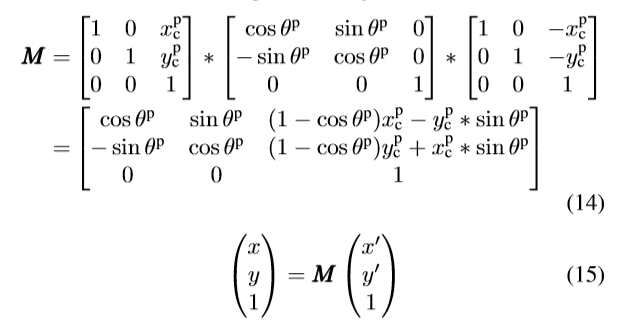 M = [1 0 x_c^p; 0 1 y_c^p; 0 0 1] * [cos θ^p sin θ^p 0; − sin θ^p cos θ^p 0; 0 0 1] * [1 0 −x_c^p; 0 1 −y_c^p; 0 0 1]
= [cos θ^p sin θ^p (1 − cos θ^p)x_c^p − y_c^p * sin θ^p; − sin θ^p cos θ^p (1 − cos θ^p)y_c^p + x_c^p * sin θ^p; 0 0 1]
(14)
(x; y; 1) = M (x′; y′; 1) (15)